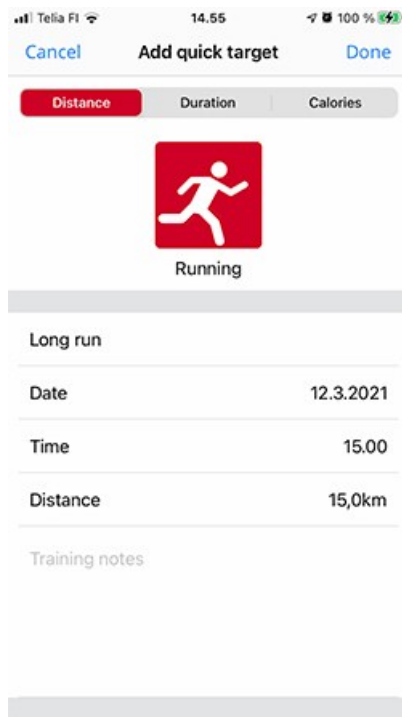 Telia FI 14.55 100 %
Cancel Add quick target Done
Distance Duration Calories
Running
Long run
Date 12.3.2021
Time 15.00
Distance 15,0km
Training notes